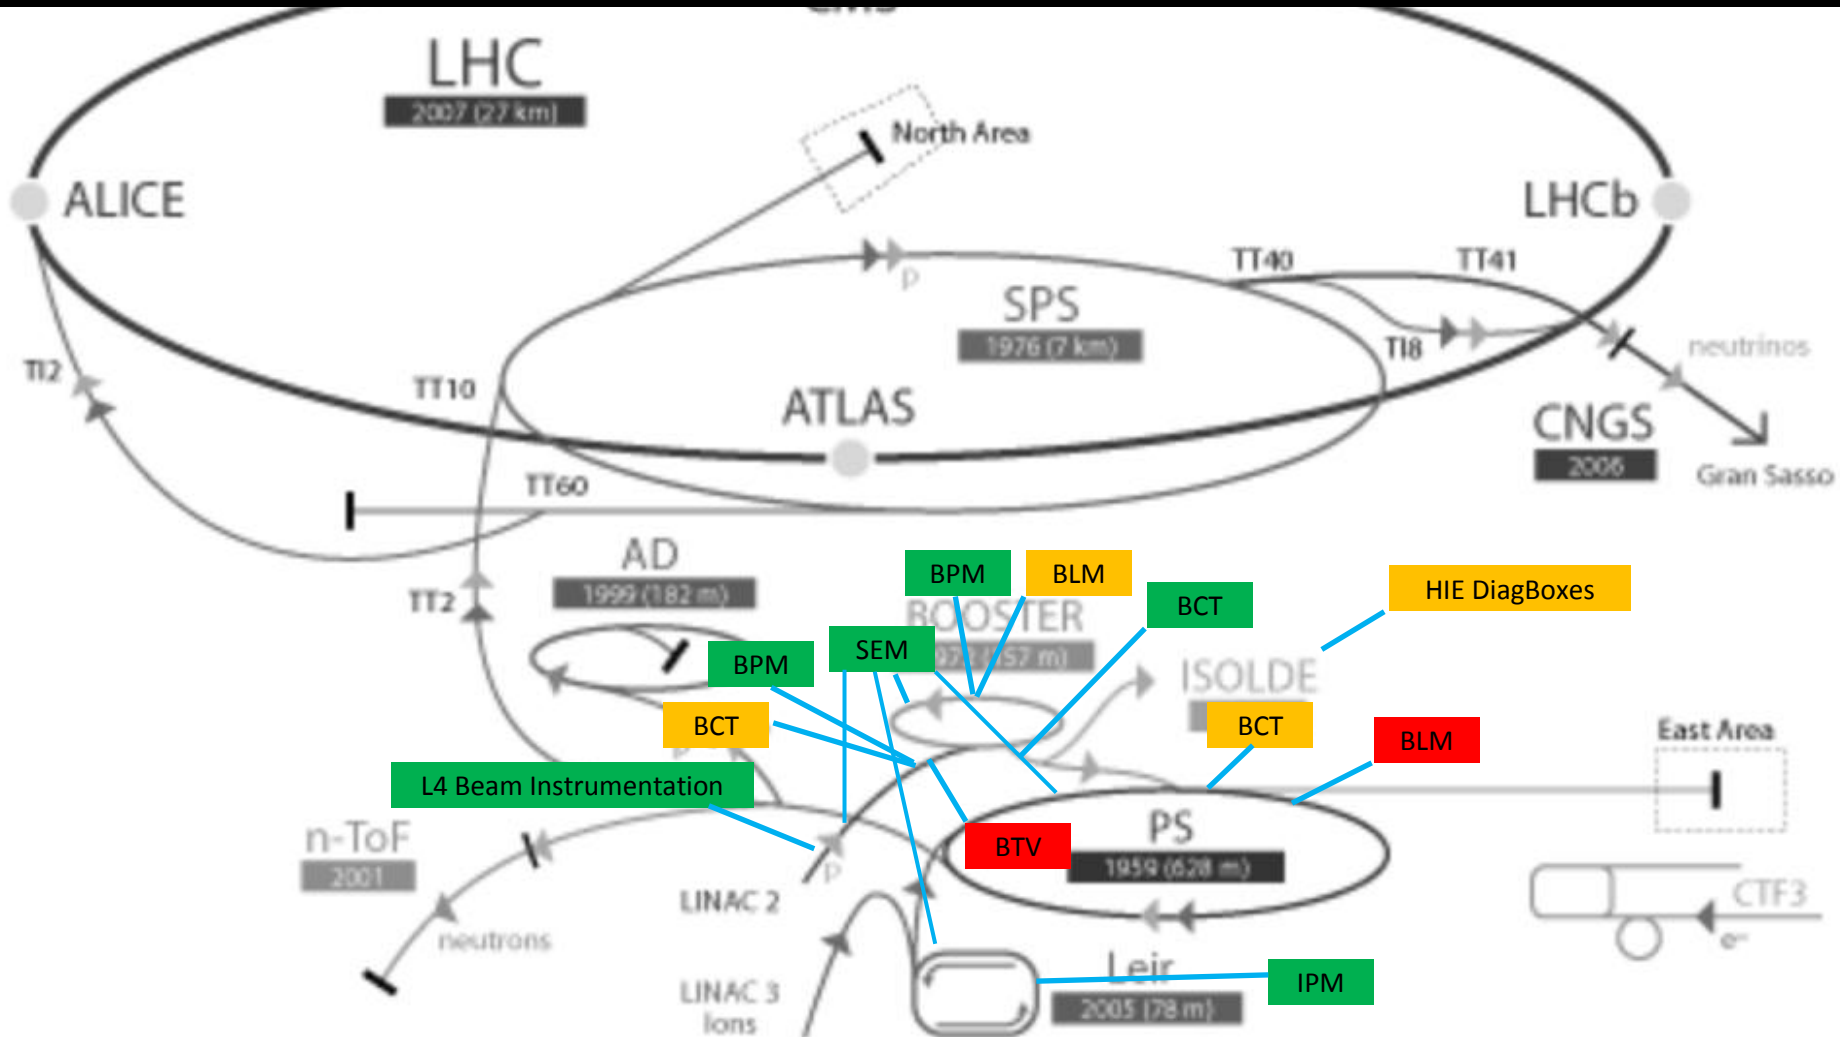 LHC
2007 (27 km)
North Area
ALICE
LHCb
TT40
TT41
p
SPS
1976 (7 km)
TI8
neutrinos
TI2
TT10
ATLAS
CNGS
2006
Gran Sasso
TT60
AD
1999 (182 m)
BPM
BLM
HIE DiagBoxes
TT2
BCT
BOOSTER
SEM
57 m)
BPM
ISOLDE
BCT
BCT
East Area
BLM
L4 Beam Instrumentation
n-ToF
2001
PS
BTV
1959 (628 m)
p
LINAC 2
CTF3
neutrons
e-
Leir
IPM
LINAC 3
Ions
2005 (78 m)